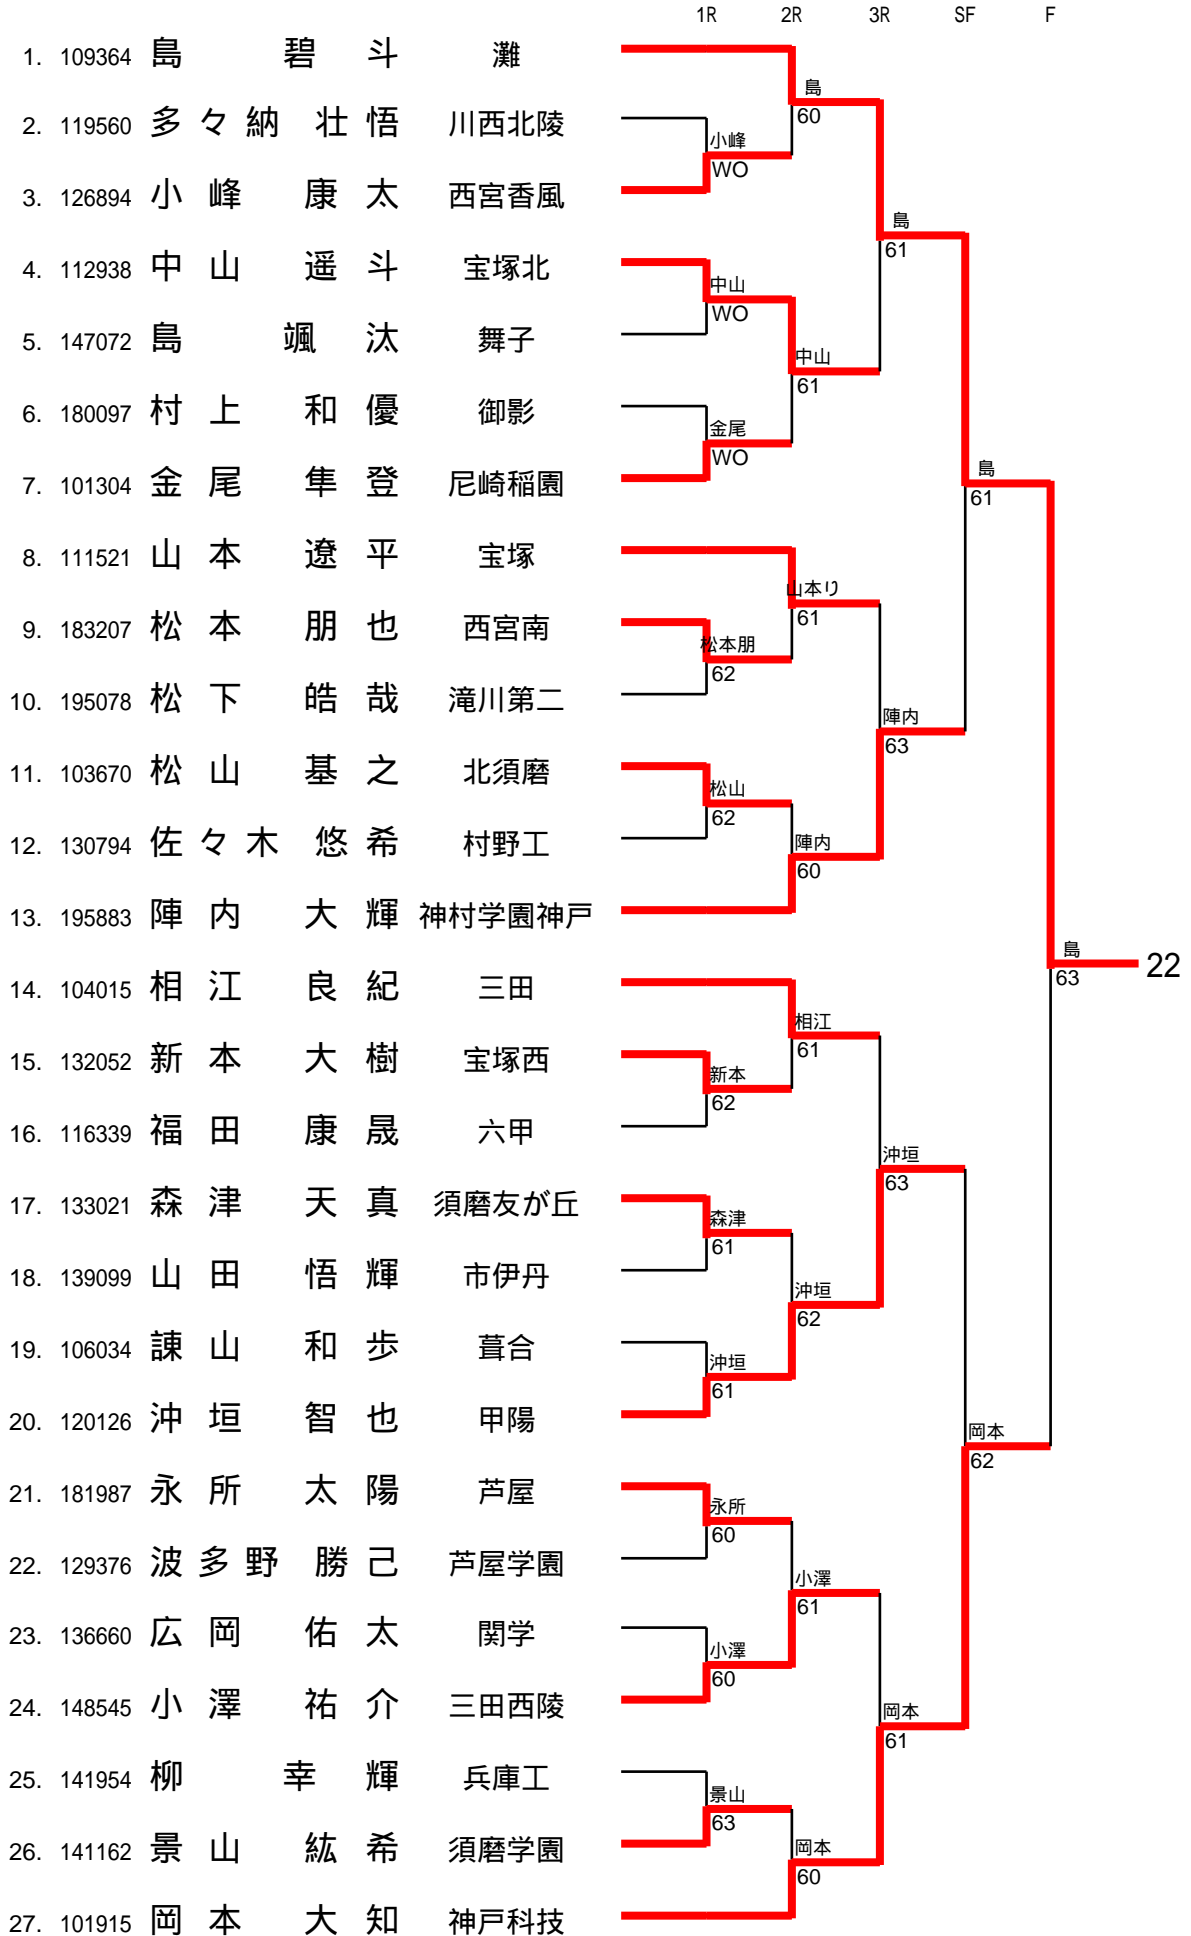 1R 2R 3R SF F
1. 109364 島 碧 斗 灘
島
60
2. 119560 多々納 壮悟 川西北陵
小峰
WO
3. 126894 小峰 康太 西宮香風
島
61
4. 112938 中山 遥斗 宝塚北
中山
WO
5. 147072 島 颯汰 舞子
中山
61
6. 180097 村上 和優 御影
金尾
WO
7. 101304 金尾 隼登 尼崎稲園
島
61
8. 111521 山本 遼平 宝塚
山本り
61
9. 183207 松本 朋也 西宮南
松本朋
62
10. 195078 松下 皓哉 滝川第二
陣内
63
11. 103670 松山 基之 北須磨
松山
62
12. 130794 佐々木 悠希 村野工
陣内
60
13. 195883 陣内 大輝 神村学園神戸
島
63
22
14. 104015 相江 良紀 三田
相江
61
15. 132052 新本 大樹 宝塚西
新本
62
16. 116339 福田 康晟 六甲
沖垣
63
17. 133021 森津 天真 須磨友が丘
森津
61
18. 139099 山田 悟輝 市伊丹
沖垣
62
19. 106034 諌山 和歩 葺合
沖垣
61
20. 120126 沖垣 智也 甲陽
岡本
62
21. 181987 永所 太陽 芦屋
永所
60
22. 129376 波多野 勝己 芦屋学園
小澤
61
23. 136660 広岡 佑太 関学
小澤
60
24. 148545 小澤 祐介 三田西陵
岡本
61
25. 141954 柳 幸輝 兵庫工
景山
63
26. 141162 景山 紘希 須磨学園
岡本
60
27. 101915 岡本 大知 神戸科技